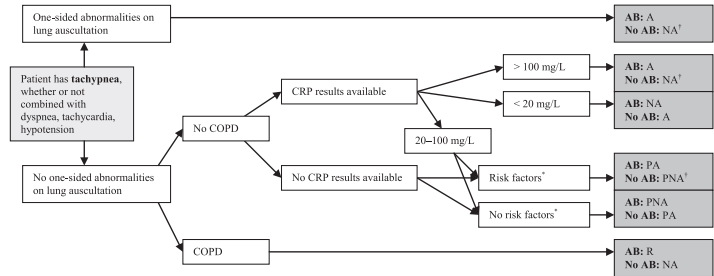 One-sided abnormalities on
lung auscultation
AB: A
No AB: NA†
Patient has tachypnea,
whether or not
combined with
dyspnea, tachycardia,
hypotension
> 100 mg/L
AB: A
No AB: NA†
CRP results available
< 20 mg/L
AB: NA
No AB: A
No COPD
20–100 mg/L
No one-sided abnormalities
on lung auscultation
No CRP results available
Risk factors*
AB: PA
No AB: PNA†
No risk factors*
AB: PNA
No AB: PA
COPD
AB: R
No AB: NA